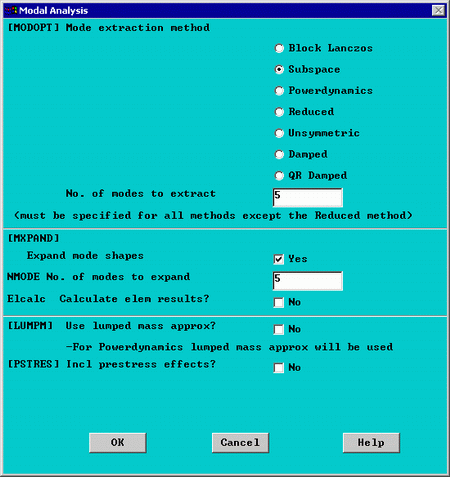 Modal Analysis
[MODOPT] Mode extraction method
Block Lanczos
Subspace
Powerdynamics
Reduced
Unsymmetric
Damped
QR Damped
No. of modes to extract 5
(must be specified for all methods except the Reduced method)
[MXPAND]
Expand mode shapes Yes
NMODE No. of modes to expand 5
Elcalc Calculate elem results? No
[LUMPM] Use lumped mass approx? No
-For Powerdynamics lumped mass approx will be used
[PSTRES] Incl prestress effects? No
OK Cancel Help